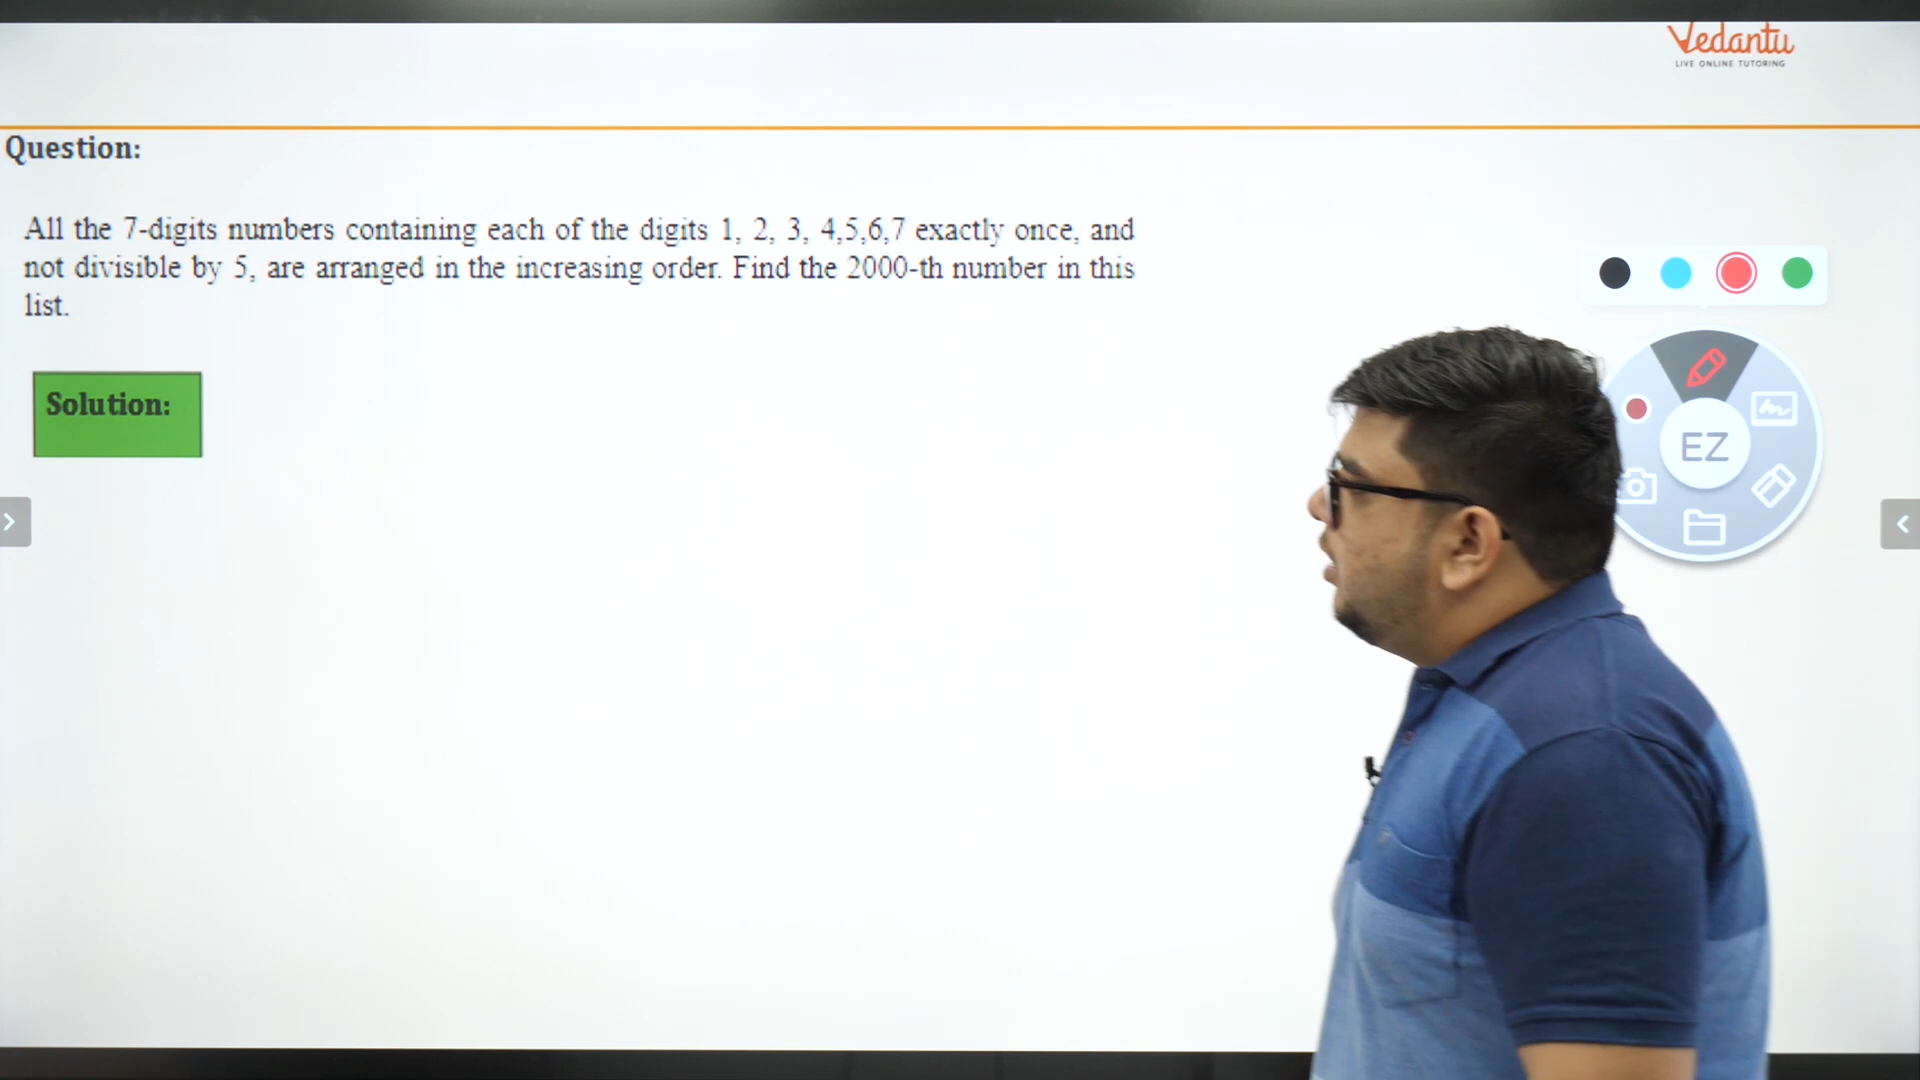 Vedantu
LIVE ONLINE TUTORING
Question:
All the 7-digits numbers containing each of the digits 1, 2, 3, 4,5,6,7 exactly once, and
not divisible by 5, are arranged in the increasing order. Find the 2000-th number in this
list.
Solution:
EZ